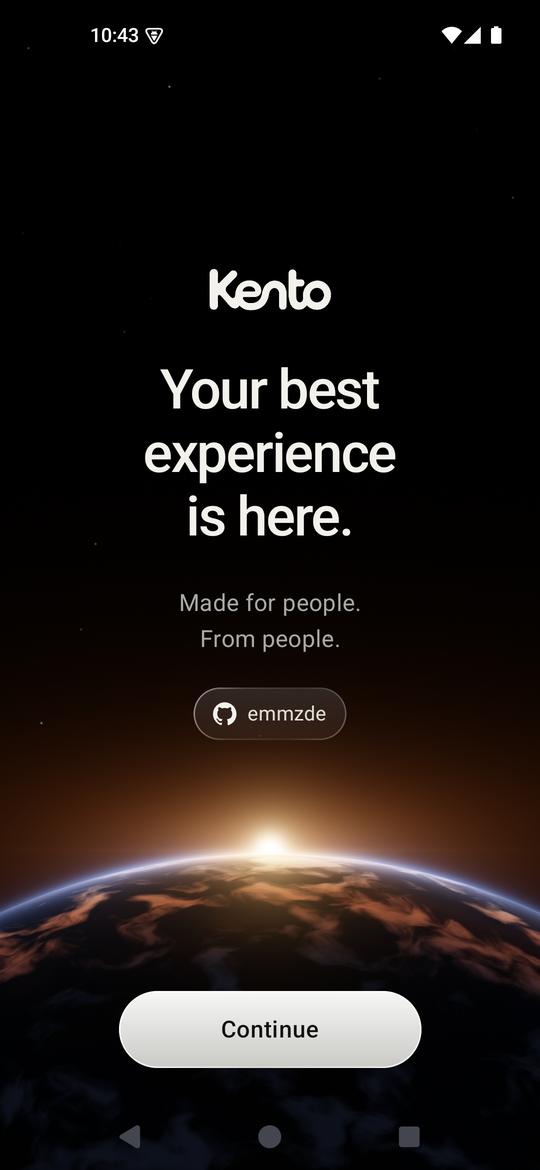 10:43
Kento
Your best
experience
is here.
Made for people.
From people.
emmzde
Continue